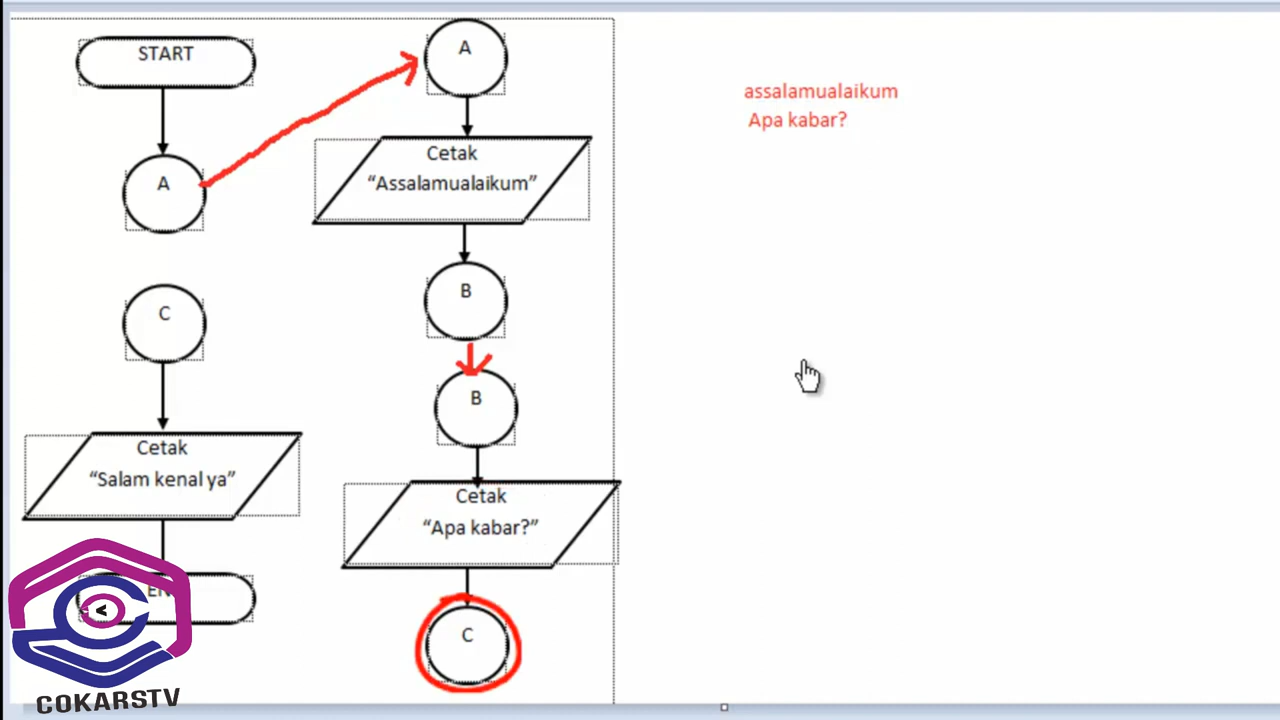 START
A
C
Cetak
“Salam kenal ya”
A
Cetak
“Assalamualaikum”
B
B
Cetak
“Apa kabar?”
C
assalamualaikum
Apa kabar?
COKARSTV